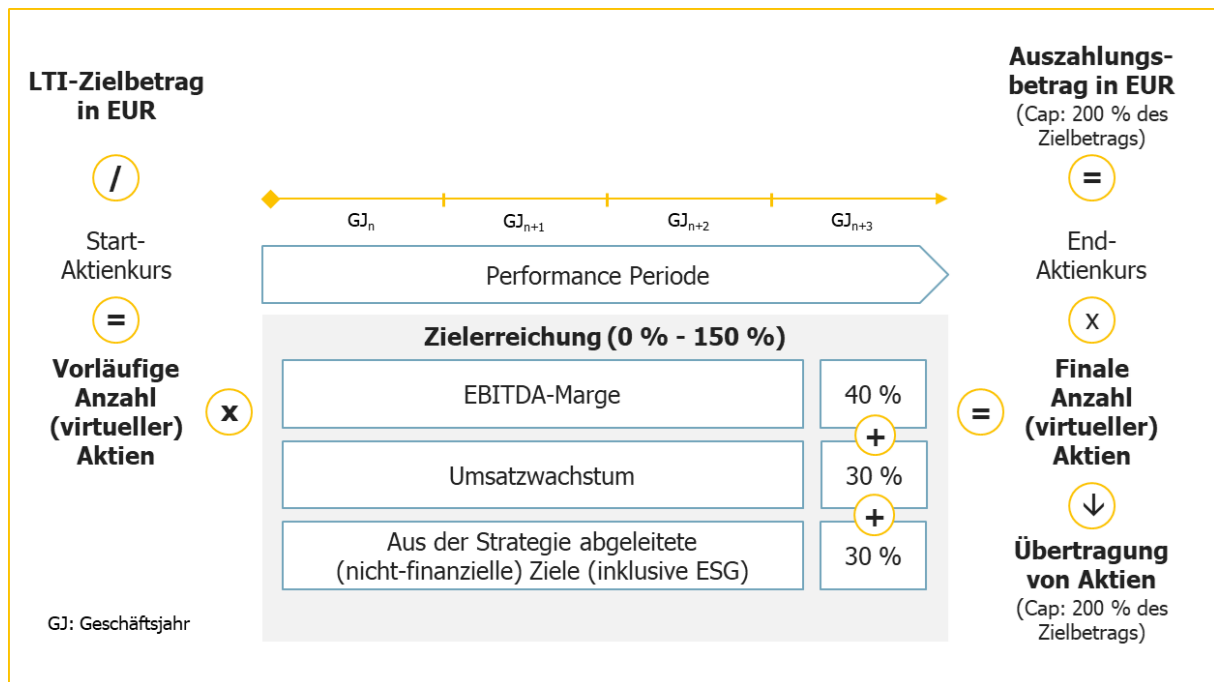 LTI-Zielbetrag
in EUR
/
Start-
Aktienkurs
=
Vorläufige
Anzahl
(virtueller)
Aktien
x
GJn
GJn+1
GJn+2
GJn+3
Performance Periode
Zielerreichung (0 % - 150 %)
EBITDA-Marge
40 %
+
Umsatzwachstum
30 %
+
Aus der Strategie abgeleitete
(nicht-finanzielle) Ziele (inklusive ESG)
30 %
=
Auszahlungs-
betrag in EUR
(Cap: 200 % des
Zielbetrags)
=
End-
Aktienkurs
x
Finale
Anzahl
(virtueller)
Aktien
↓
Übertragung
von Aktien
(Cap: 200 % des
Zielbetrags)
GJ: Geschäftsjahr